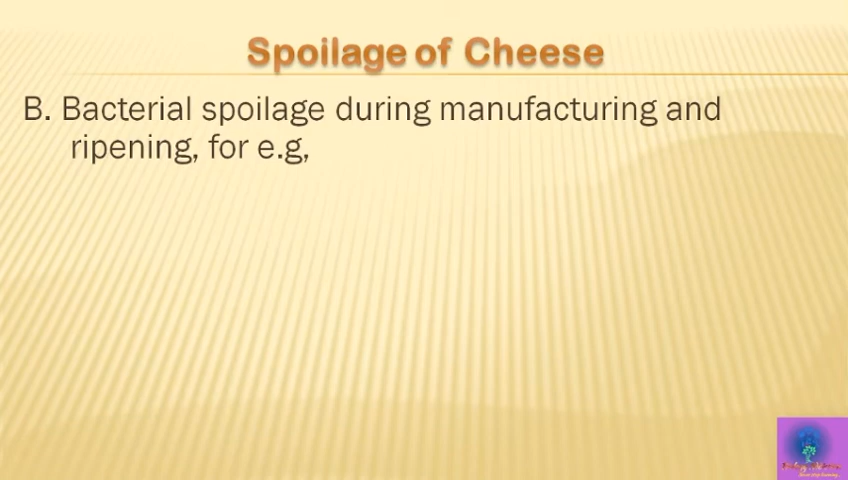 Spoilage of Cheese
B. Bacterial spoilage during manufacturing and
ripening, for e.g,